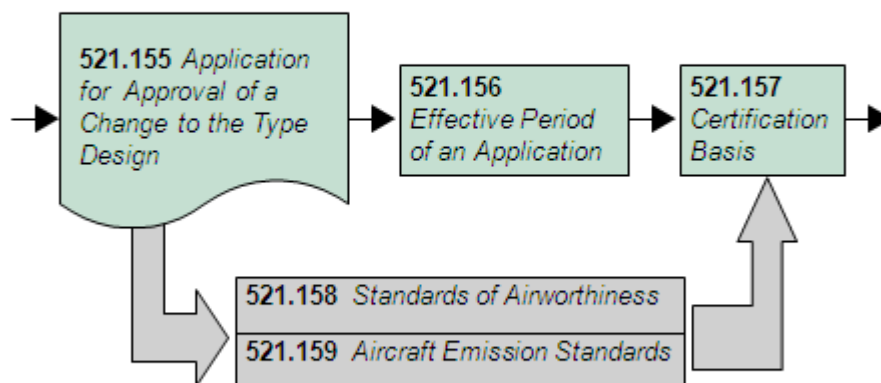 521.155 Application
for Approval of a
Change to the Type
Design
521.156
Effective Period
of an Application
521.157
Certification
Basis
521.158 Standards of Airworthiness
521.159 Aircraft Emission Standards